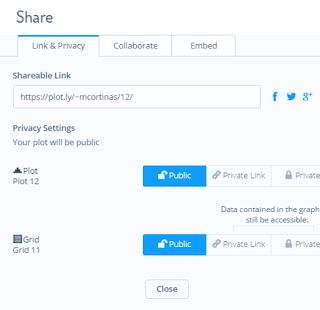 Share
Link & Privacy Collaborate Embed
Shareable Link
https://plot.ly/~mcortinas/12/
Privacy Settings
Your plot will be public
Plot
Plot 12
Public Private Link Private
Data contained in the graph
still be accessible.
Grid
Grid 11
Public Private Link Private
Close